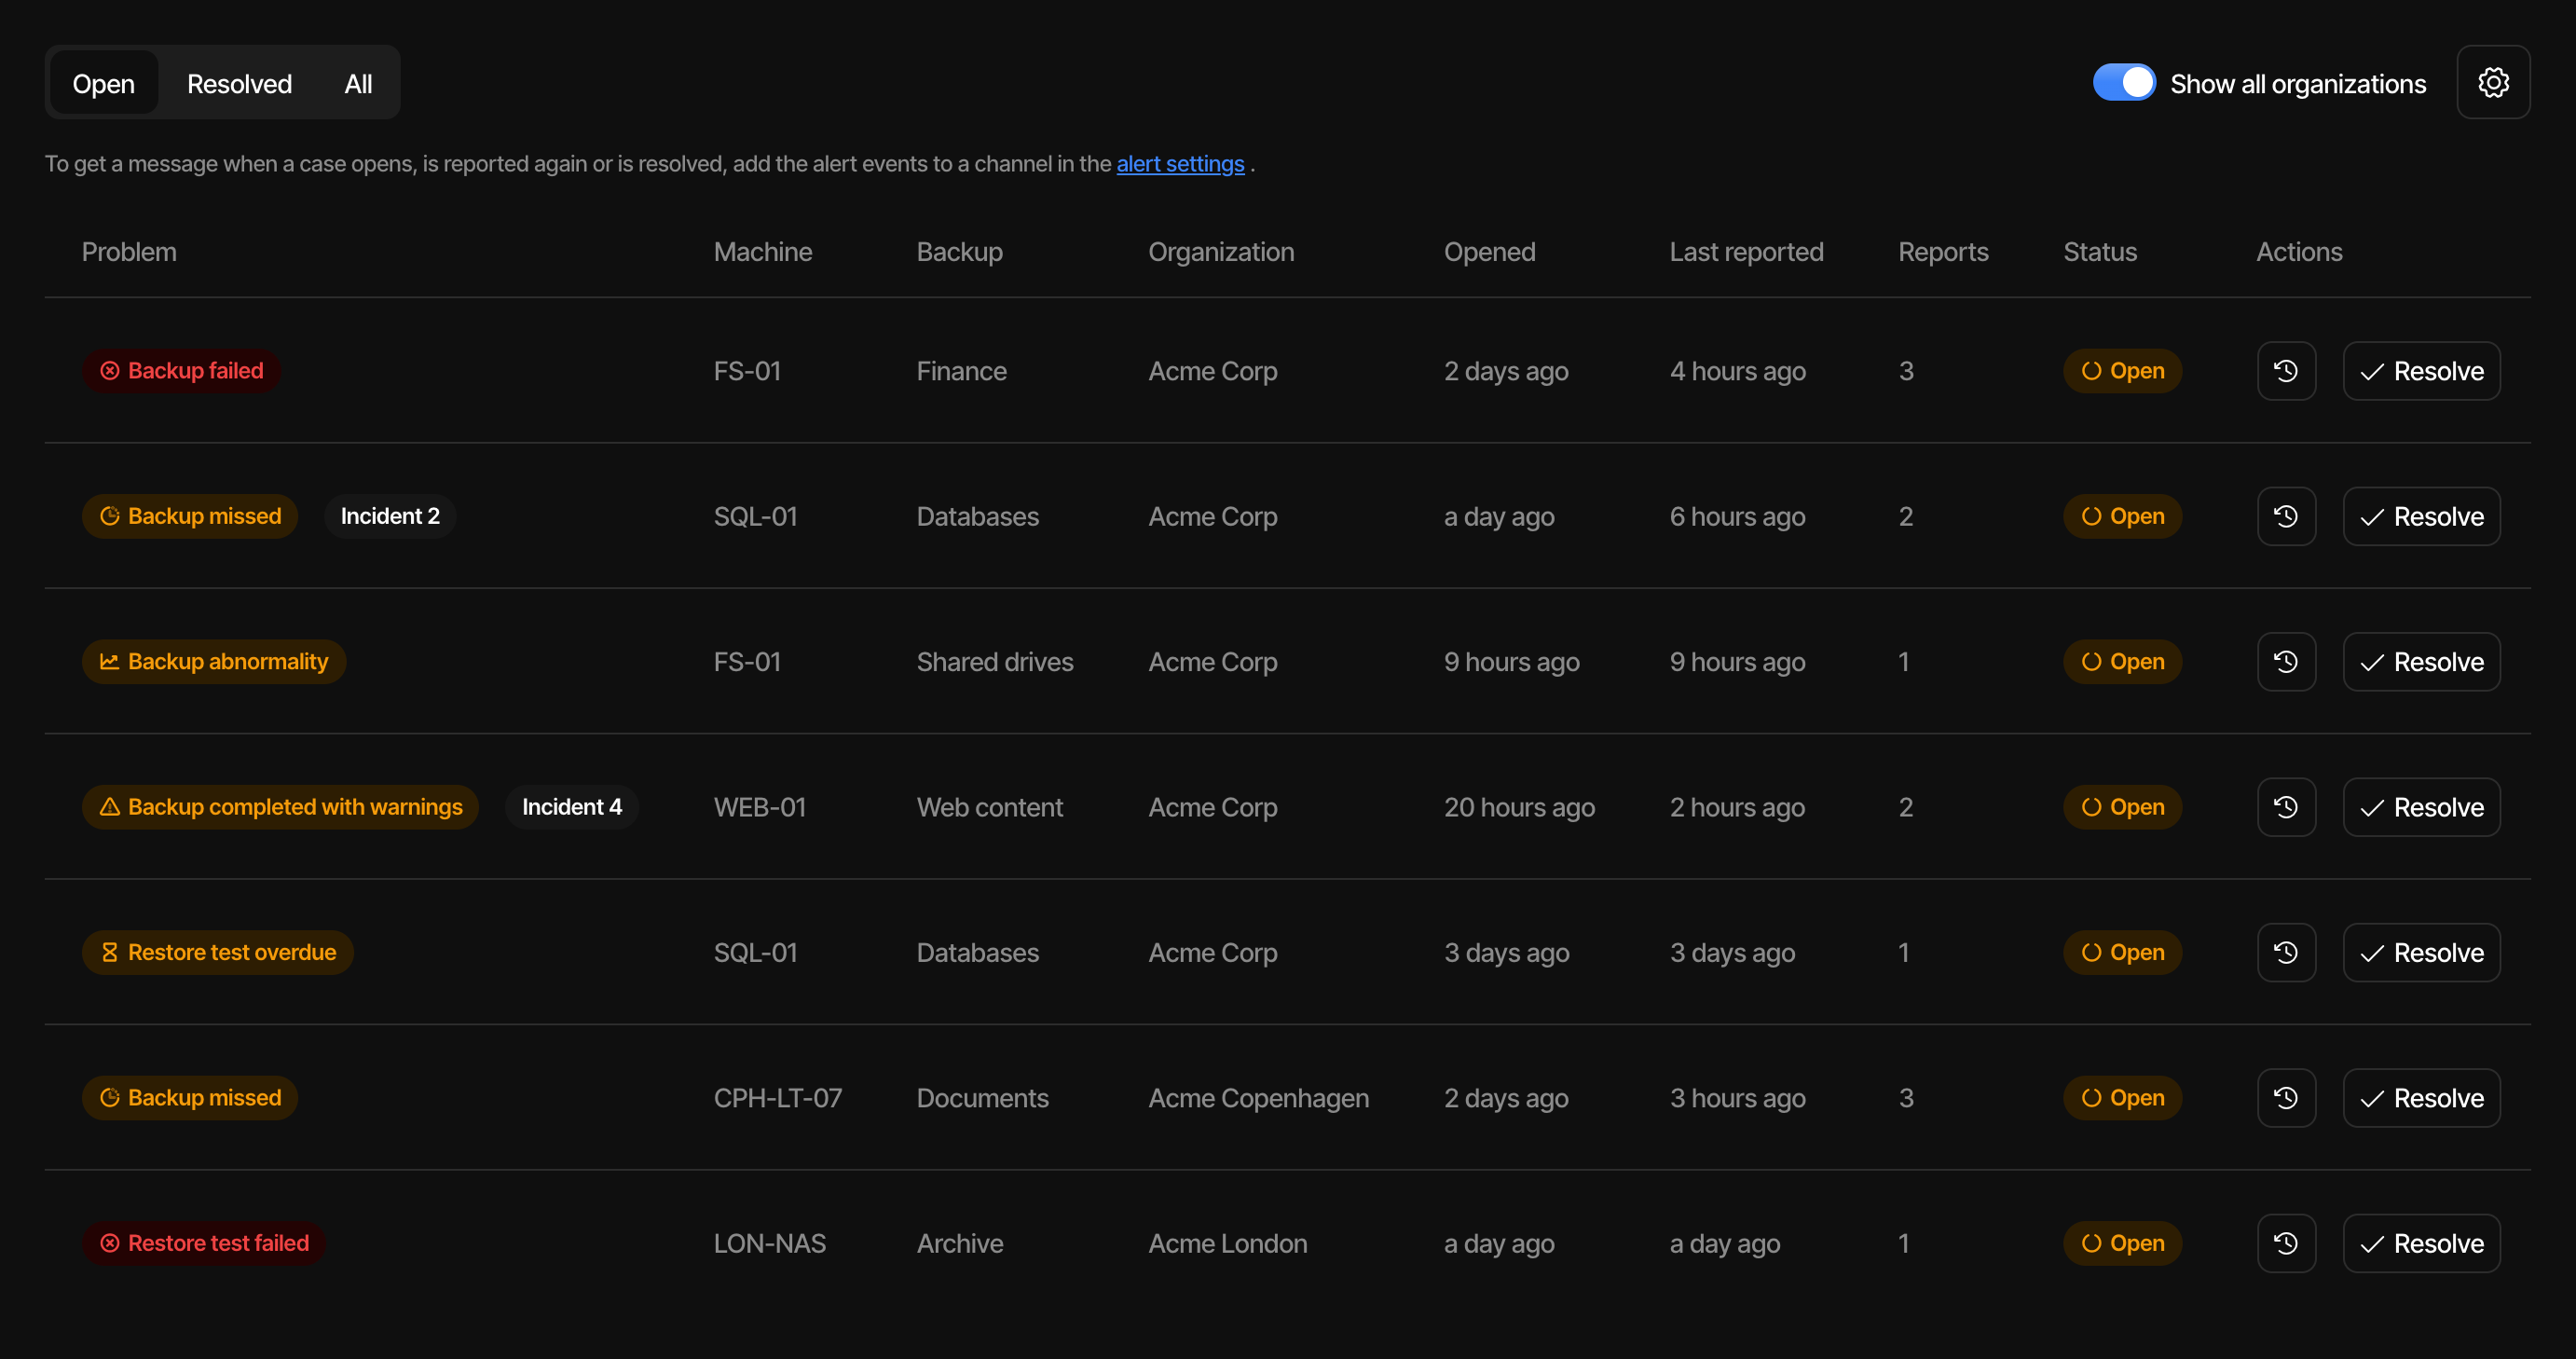 Open Resolved All Show all organizations
To get a message when a case opens, is reported again or is resolved, add the alert events to a channel in the alert settings .
Problem Machine Backup Organization Opened Last reported Reports Status Actions
Backup failed FS-01 Finance Acme Corp 2 days ago 4 hours ago 3 Open Resolve
Backup missed Incident 2 SQL-01 Databases Acme Corp a day ago 6 hours ago 2 Open Resolve
Backup abnormality FS-01 Shared drives Acme Corp 9 hours ago 9 hours ago 1 Open Resolve
Backup completed with warnings Incident 4 WEB-01 Web content Acme Corp 20 hours ago 2 hours ago 2 Open Resolve
Restore test overdue SQL-01 Databases Acme Corp 3 days ago 3 days ago 1 Open Resolve
Backup missed CPH-LT-07 Documents Acme Copenhagen 2 days ago 3 hours ago 3 Open Resolve
Restore test failed LON-NAS Archive Acme London a day ago a day ago 1 Open Resolve